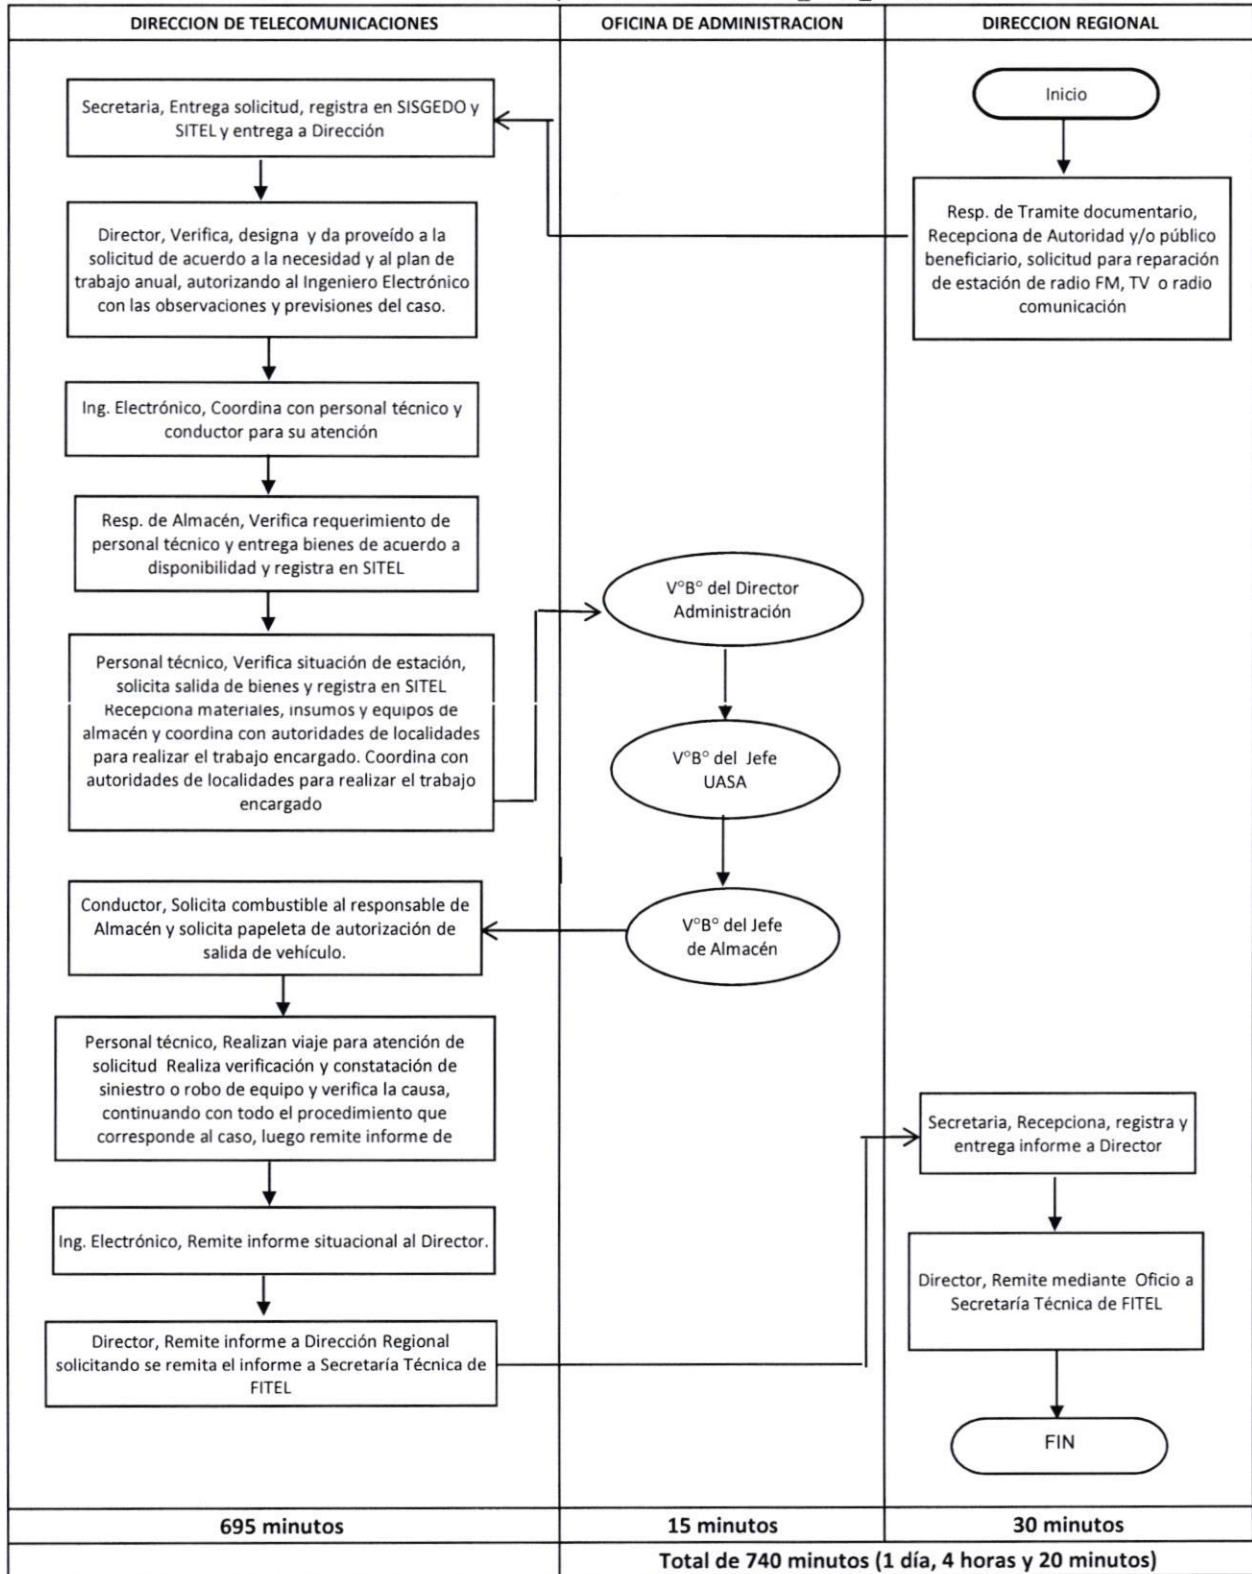 DIRECCION DE TELECOMUNICACIONES
OFICINA DE ADMINISTRACION
DIRECCION REGIONAL
Inicio
Resp. de Tramite documentario,
Recepciona de Autoridad y/o público
beneficiario, solicitud para reparación
de estación de radio FM, TV o radio
comunicación
Secretaria, Entrega solicitud, registra en SISGEDO y
SITEL y entrega a Dirección
Director, Verifica, designa y da proveído a la
solicitud de acuerdo a la necesidad y al plan de
trabajo anual, autorizando al Ingeniero Electrónico
con las observaciones y previsiones del caso.
Ing. Electrónico, Coordina con personal técnico y
conductor para su atención
Resp. de Almacén, Verifica requerimiento de
personal técnico y entrega bienes de acuerdo a
disponibilidad y registra en SITEL
Personal técnico, Verifica situación de estación,
solicita salida de bienes y registra en SITEL
Recepciona materiales, insumos y equipos de
almacén y coordina con autoridades de localidades
para realizar el trabajo encargado. Coordina con
autoridades de localidades para realizar el trabajo
encargado
V°B° del Director
Administración
V°B° del Jefe
UASA
V°B° del Jefe
de Almacén
Conductor, Solicita combustible al responsable de
Almacén y solicita papeleta de autorización de
salida de vehículo.
Personal técnico, Realizan viaje para atención de
solicitud Realiza verificación y constatación de
siniestro o robo de equipo y verifica la causa,
continuando con todo el procedimiento que
corresponde al caso, luego remite informe de
Ing. Electrónico, Remite informe situacional al Director.
Director, Remite informe a Dirección Regional
solicitando se remita el informe a Secretaría Técnica de
FITEL
Secretaria, Recepciona, registra y
entrega informe a Director
Director, Remite mediante Oficio a
Secretaría Técnica de FITEL
FIN
695 minutos
15 minutos
30 minutos
Total de 740 minutos (1 día, 4 horas y 20 minutos)